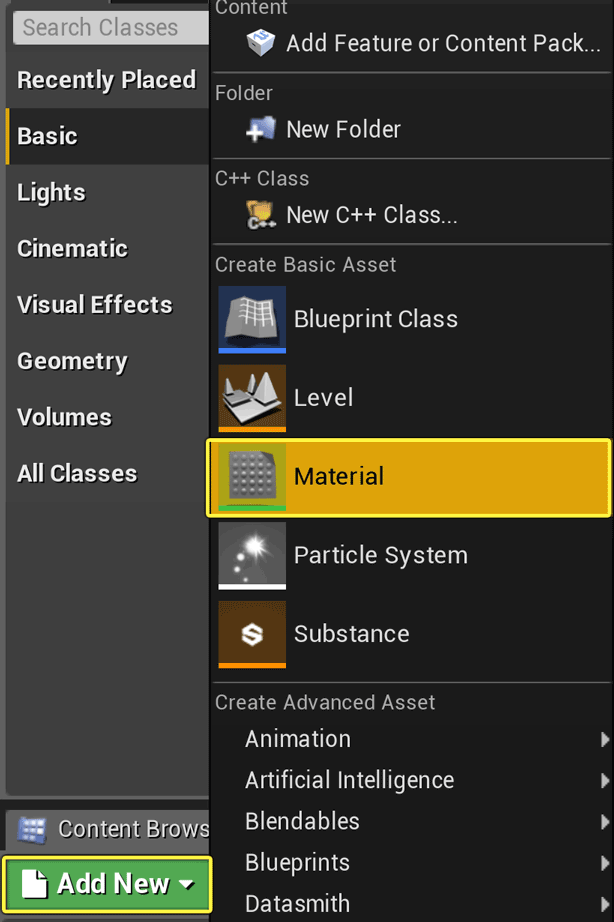 Search Classes
Recently Placed
Basic
Lights
Cinematic
Visual Effects
Geometry
Volumes
All Classes
Content Brows
Add New
Content
Add Feature or Content Pack...
Folder
New Folder
C++ Class
C++
New C++ Class...
Create Basic Asset
Blueprint Class
Level
Material
Particle System
S
Substance
Create Advanced Asset
Animation
Artificial Intelligence
Blendables
Blueprints
Datasmith